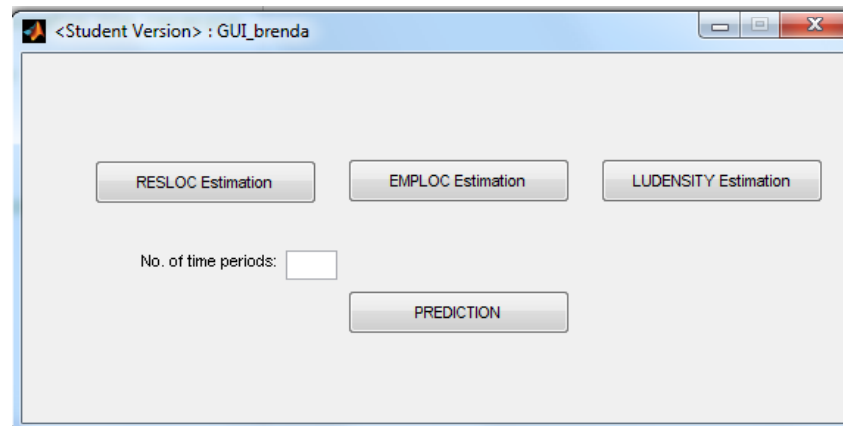 <Student Version> : GUI_brenda
RESLOC Estimation
EMPLOC Estimation
LUDENSITY Estimation
No. of time periods:
PREDICTION